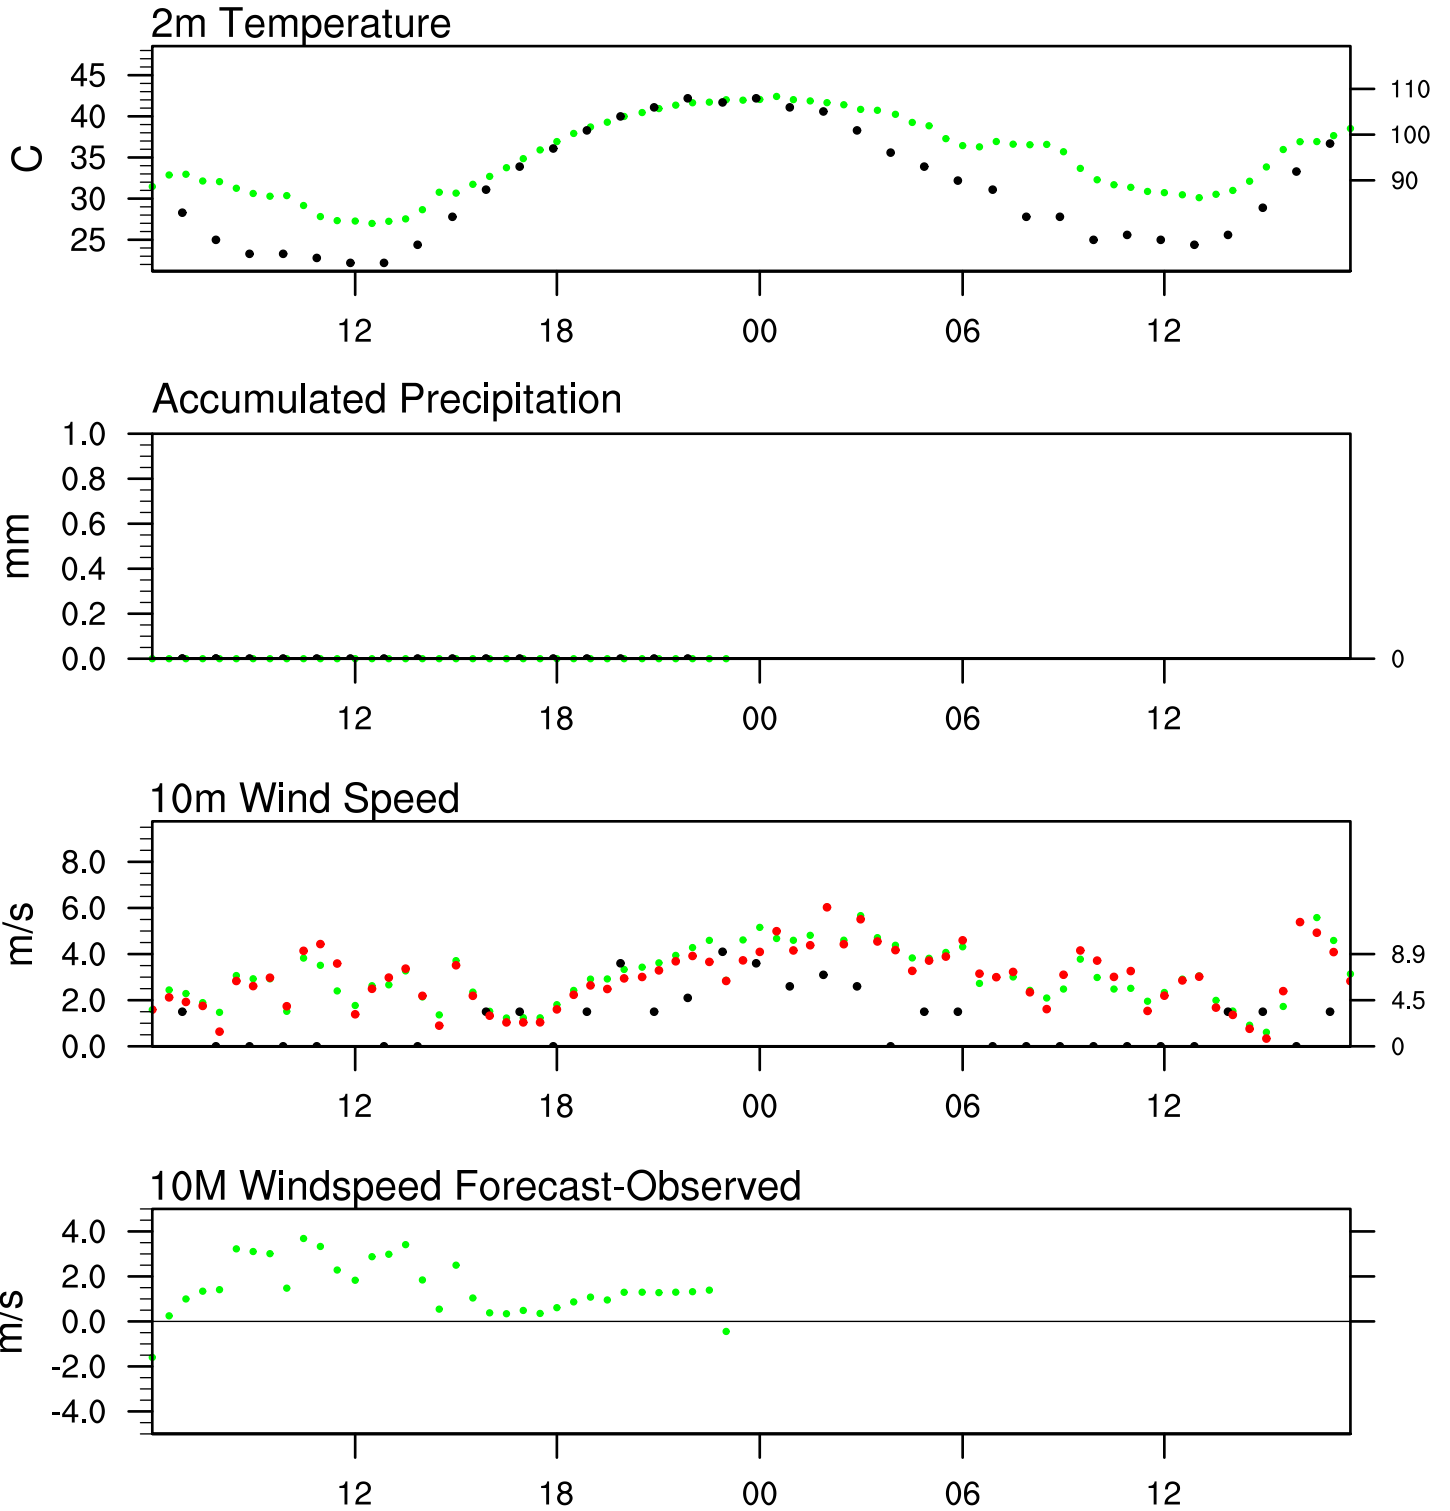 2m Temperature
45
40
35
30
25
C
110
100
90
12 18 00 06 12
Accumulated Precipitation
1.0
0.8
0.6
0.4
0.2
0.0
mm
0
12 18 00 06 12
10m Wind Speed
8.0
6.0
4.0
2.0
0.0
m/s
8.9
4.5
0
12 18 00 06 12
10M Windspeed Forecast-Observed
4.0
2.0
0.0
-2.0
-4.0
m/s
12 18 00 06 12